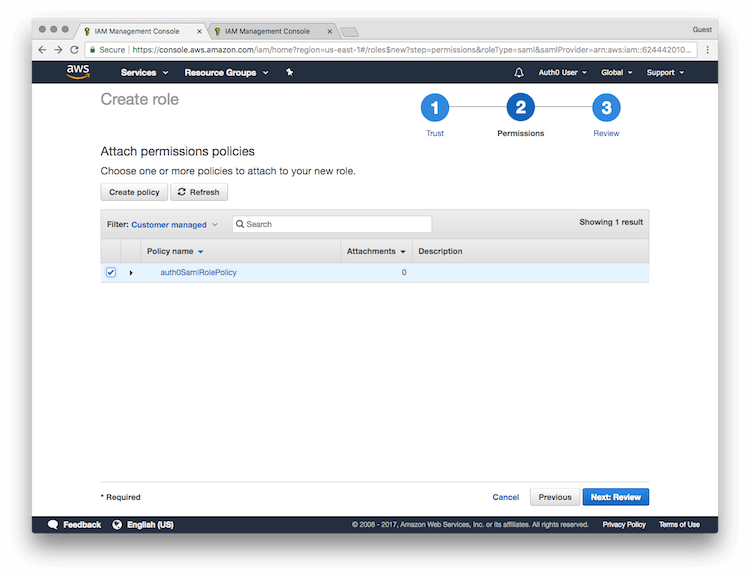 IAM Management Console
IAM Management Console
Guest
Secure https://console.aws.amazon.com/iam/home?region=us-east-1#/roles$new?step=permissions&roleType=saml&samlProvider=arn:aws:iam::624442010...
aws Services Resource Groups Auth0 User Global Support
Create role
1 2 3
Trust Permissions Review
Attach permissions policies
Choose one or more policies to attach to your new role.
Create policy Refresh
Filter: Customer managed Search Showing 1 result
Policy name Attachments Description
auth0SamlRolePolicy 0
* Required Cancel Previous Next: Review
Feedback English (US) © 2008 - 2017, Amazon Web Services, Inc. or its affiliates. All rights reserved. Privacy Policy Terms of Use